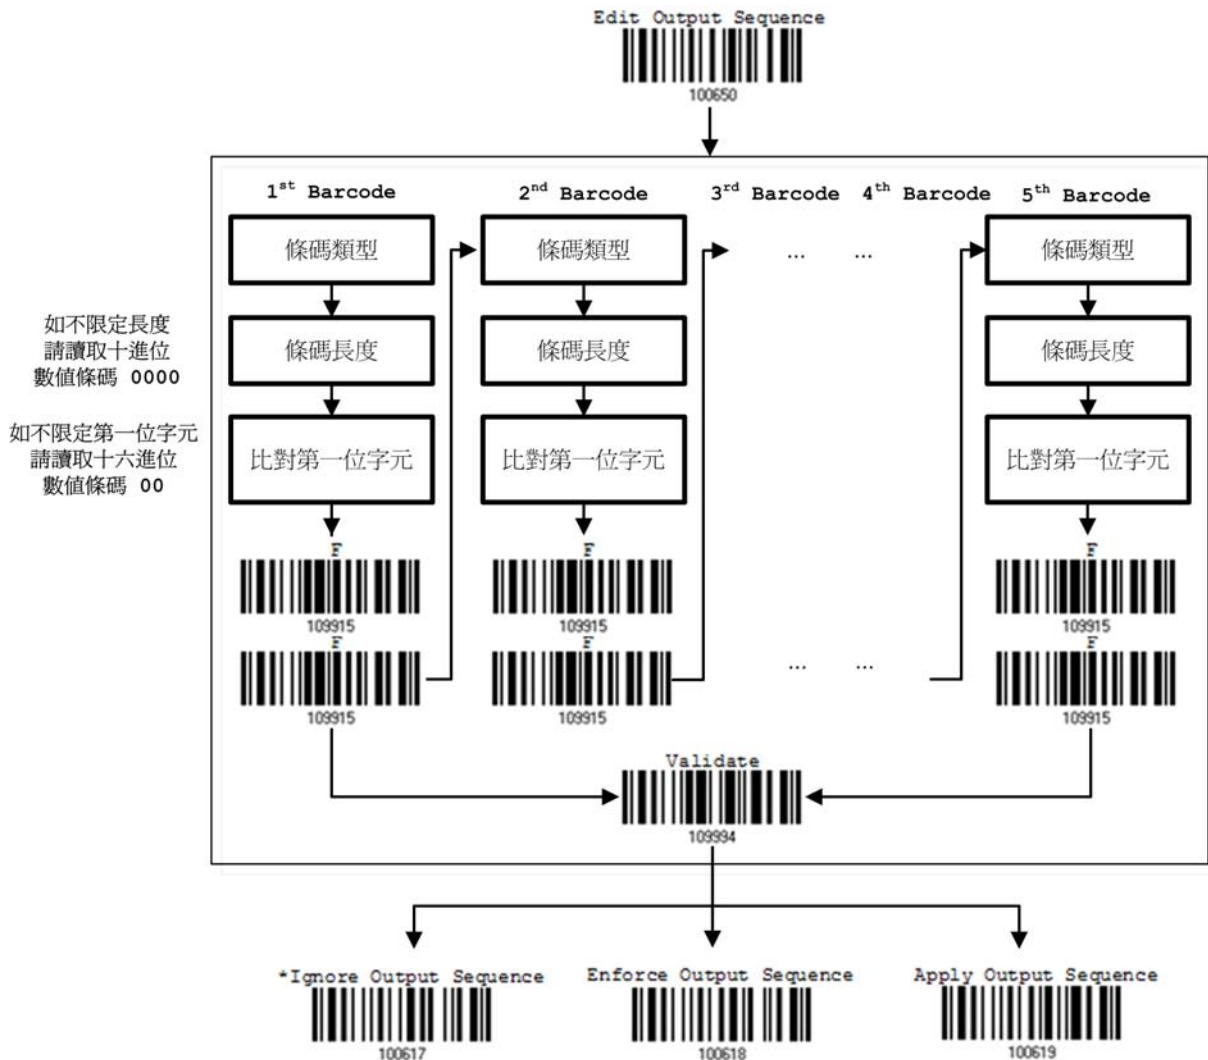 Edit Output Sequence
100650
1st Barcode
2nd Barcode
3rd Barcode
4th Barcode
5th Barcode
條碼類型
條碼類型
... ...
條碼類型
如不限定長度
請讀取十進位
數值條碼 0000
條碼長度
條碼長度
條碼長度
如不限定第一位字元
請讀取十六進位
數值條碼 00
比對第一位字元
比對第一位字元
比對第一位字元
F
F
F
109915
109915
109915
F
F
F
... ...
109915
109915
109915
Validate
109994
*Ignore Output Sequence
100617
Enforce Output Sequence
100618
Apply Output Sequence
100619